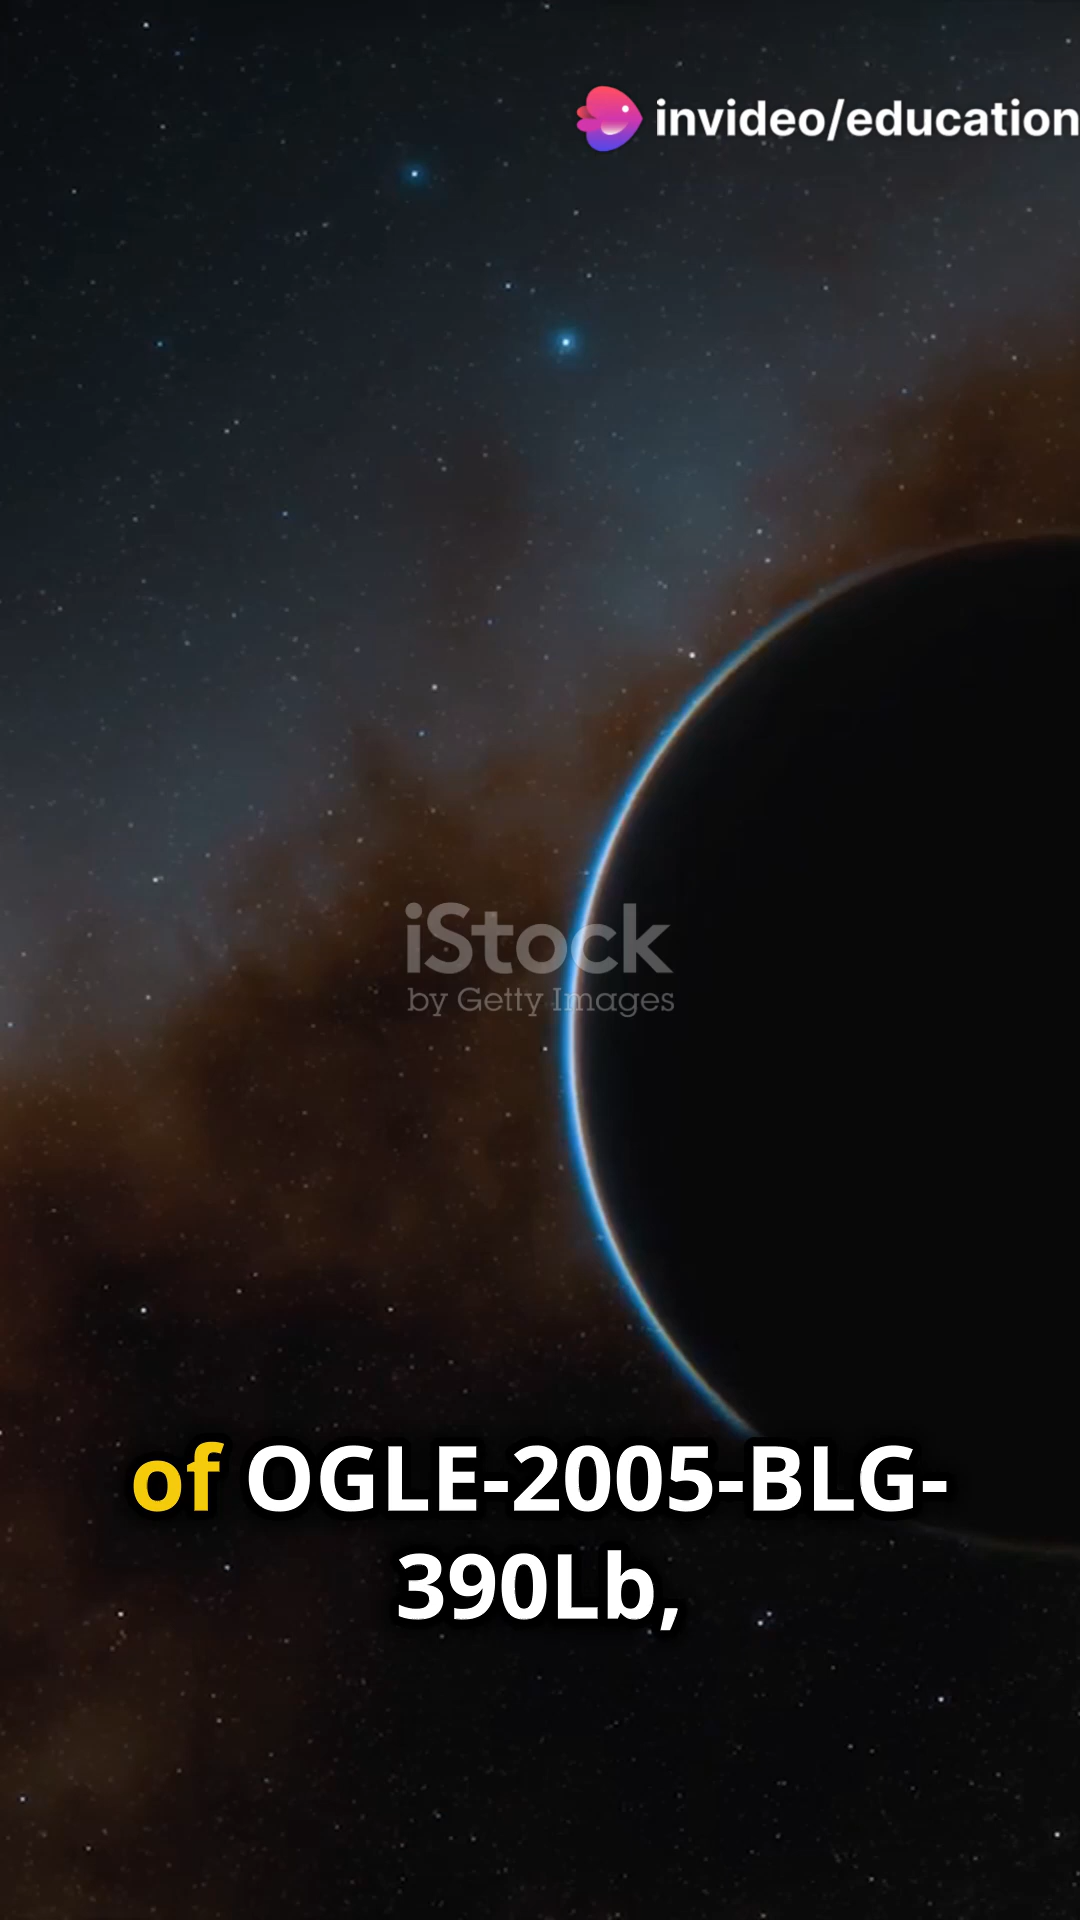 invideo/education
iStock
by Getty Images
of OGLE-2005-BLG-
390Lb,